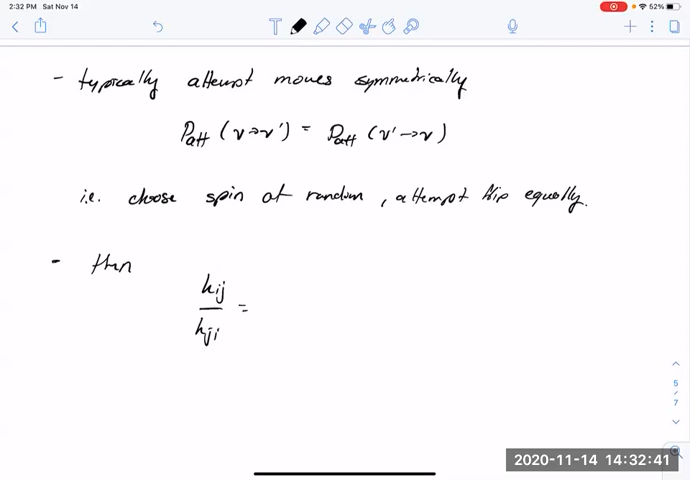 2:32 PM Sat Nov 14
52%
- typically attempt moves symmetrically
P_att (ν→ν') = P_att (ν'→ν)
i.e. choose spin at random, attempt flip equally.
- then
k_ij
k_ji =
5
/
7
2020-11-14 14:32:41